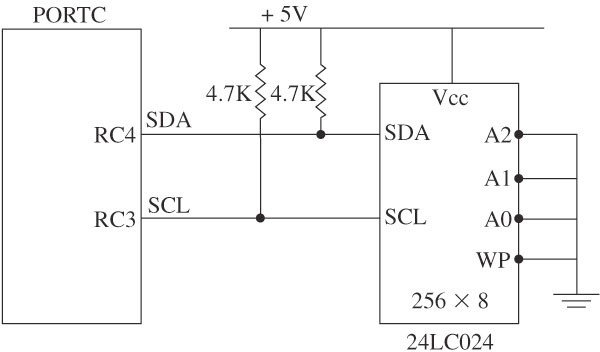 PORTC
+ 5V
4.7K 4.7K
Vcc
SDA
RC4
SDA
A2
A1
SCL
RC3
SCL
A0
WP
256 × 8
24LC024